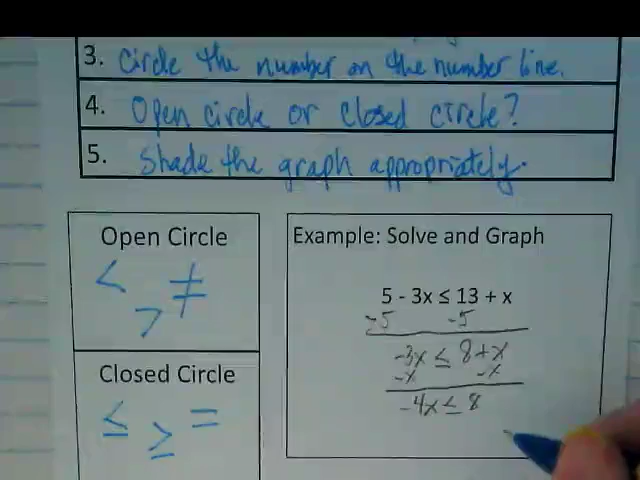 3. Circle the number on the number line.
4. Open circle or closed circle?
5. Shade the graph appropriately.
Open Circle
< ≠
>
Closed Circle
≤ ≥ =
Example: Solve and Graph
5 - 3x ≤ 13 + x
-5 -5
-3x ≤ 8+x
-x -x
-4x ≤ 8